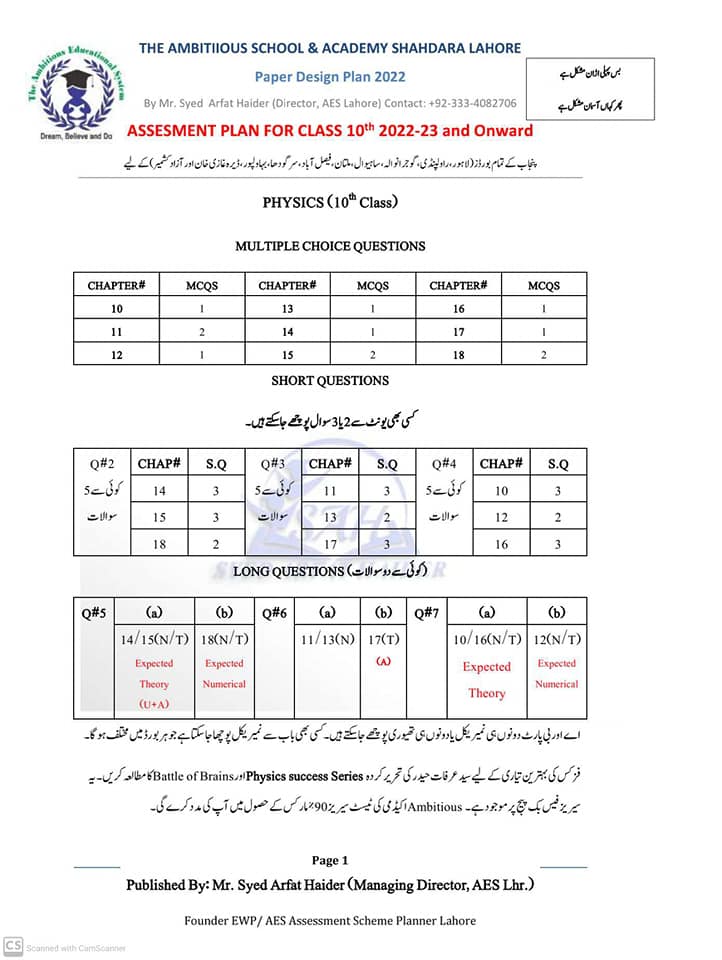 The Ambitious Educational System
Dream, Believe and Do
THE AMBITIIOUS SCHOOL & ACADEMY SHAHDARA LAHORE
Paper Design Plan 2022
By Mr. Syed Arfat Haider (Director, AES Lahore) Contact: +92-333-4082706
بس پہلی اڑان مشکل ہے
پھر کہاں آسمان مشکل ہے
ASSESMENT PLAN FOR CLASS 10th 2022-23 and Onward
پنجاب کے تمام بورڈز (لاہور، راولپنڈی، گوجرانوالہ، ساہیوال، ملتان، فیصل آباد، سرگودھا، بہاولپور، ڈیرہ غازی خان اور آزاد کشمیر) کے لیے
PHYSICS (10th Class)
MULTIPLE CHOICE QUESTIONS
CHAPTER# MCQS CHAPTER# MCQS CHAPTER# MCQS
10 1 13 1 16 1
11 2 14 1 17 1
12 1 15 2 18 2
SHORT QUESTIONS
کسی بھی یونٹ سے 2 یا 3 سوال پوچھے جا سکتے ہیں۔
Q#2 CHAP# S.Q Q#3 CHAP# S.Q Q#4 CHAP# S.Q
کوئی سے 5 14 3 کوئی سے 5 11 3 کوئی سے 5 10 3
سوالات 15 3 سوالات 13 2 سوالات 12 2
18 2 17 3 16 3
SAH
LONG QUESTIONS (کوئی سے دو سوالات)
Q#5 (a) (b) Q#6 (a) (b) Q#7 (a) (b)
14/15(N/T) 18(N/T) 11/13(N) 17(T) 10/16(N/T) 12(N/T)
Expected Expected (A) Expected Expected
Theory Numerical Theory Numerical
(U+A)
اے اور بی پارٹ دونوں ہی نمیریکل یا دونوں ہی تھیوری پوچھے جا سکتے ہیں۔ کسی بھی باب سے نمیریکل پوچھا جا سکتا ہے جو ہر بورڈ میں مختلف ہو گا۔
فزکس کی بہترین تیاری کے لیے سید عرفات حیدر کی تحریر کردہ Physics success Series اور Battle of Brains کا مطالعہ کریں۔ یہ
سیریز فیس بک پیج پر موجود ہے۔ Ambitious اکیڈمی کی ٹیسٹ سیریز 90% مارکس کے حصول میں آپ کی مدد کرے گی۔
Page 1
Published By: Mr. Syed Arfat Haider (Managing Director, AES Lhr.)
Founder EWP/ AES Assessment Scheme Planner Lahore
CS Scanned with CamScanner